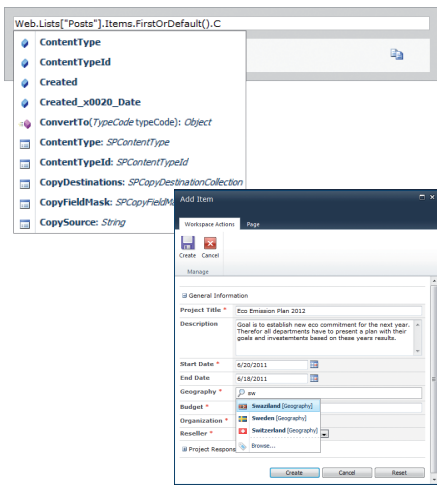 Web.Lists["Posts"].Items.FirstOrDefault().C
ContentType
ContentTypeId
Created
Created_x0020_Date
ConvertTo(TypeCode typeCode): Object
ContentType: SPContentType
ContentTypeId: SPContentTypeId
CopyDestinations: SPCopyDestinationCollection
CopyFieldMask: SPCopyFieldM
CopySource: String
Add Item
Workspace Actions Page
Create Cancel
Manage
General Information
Project Title * Eco Emission Plan 2012
Description Goal is to establish new eco commitment for the next year.
Therefor all departments have to present a plan with their
goals and investemtents based on these years results.
Start Date * 6/20/2011
End Date 6/18/2011
Geography * sw
Budget * Swaziland [Geography]
Organization * Sweden [Geography]
Reseller * Switzerland [Geography]
Project Respon Browse...
Create Cancel Reset